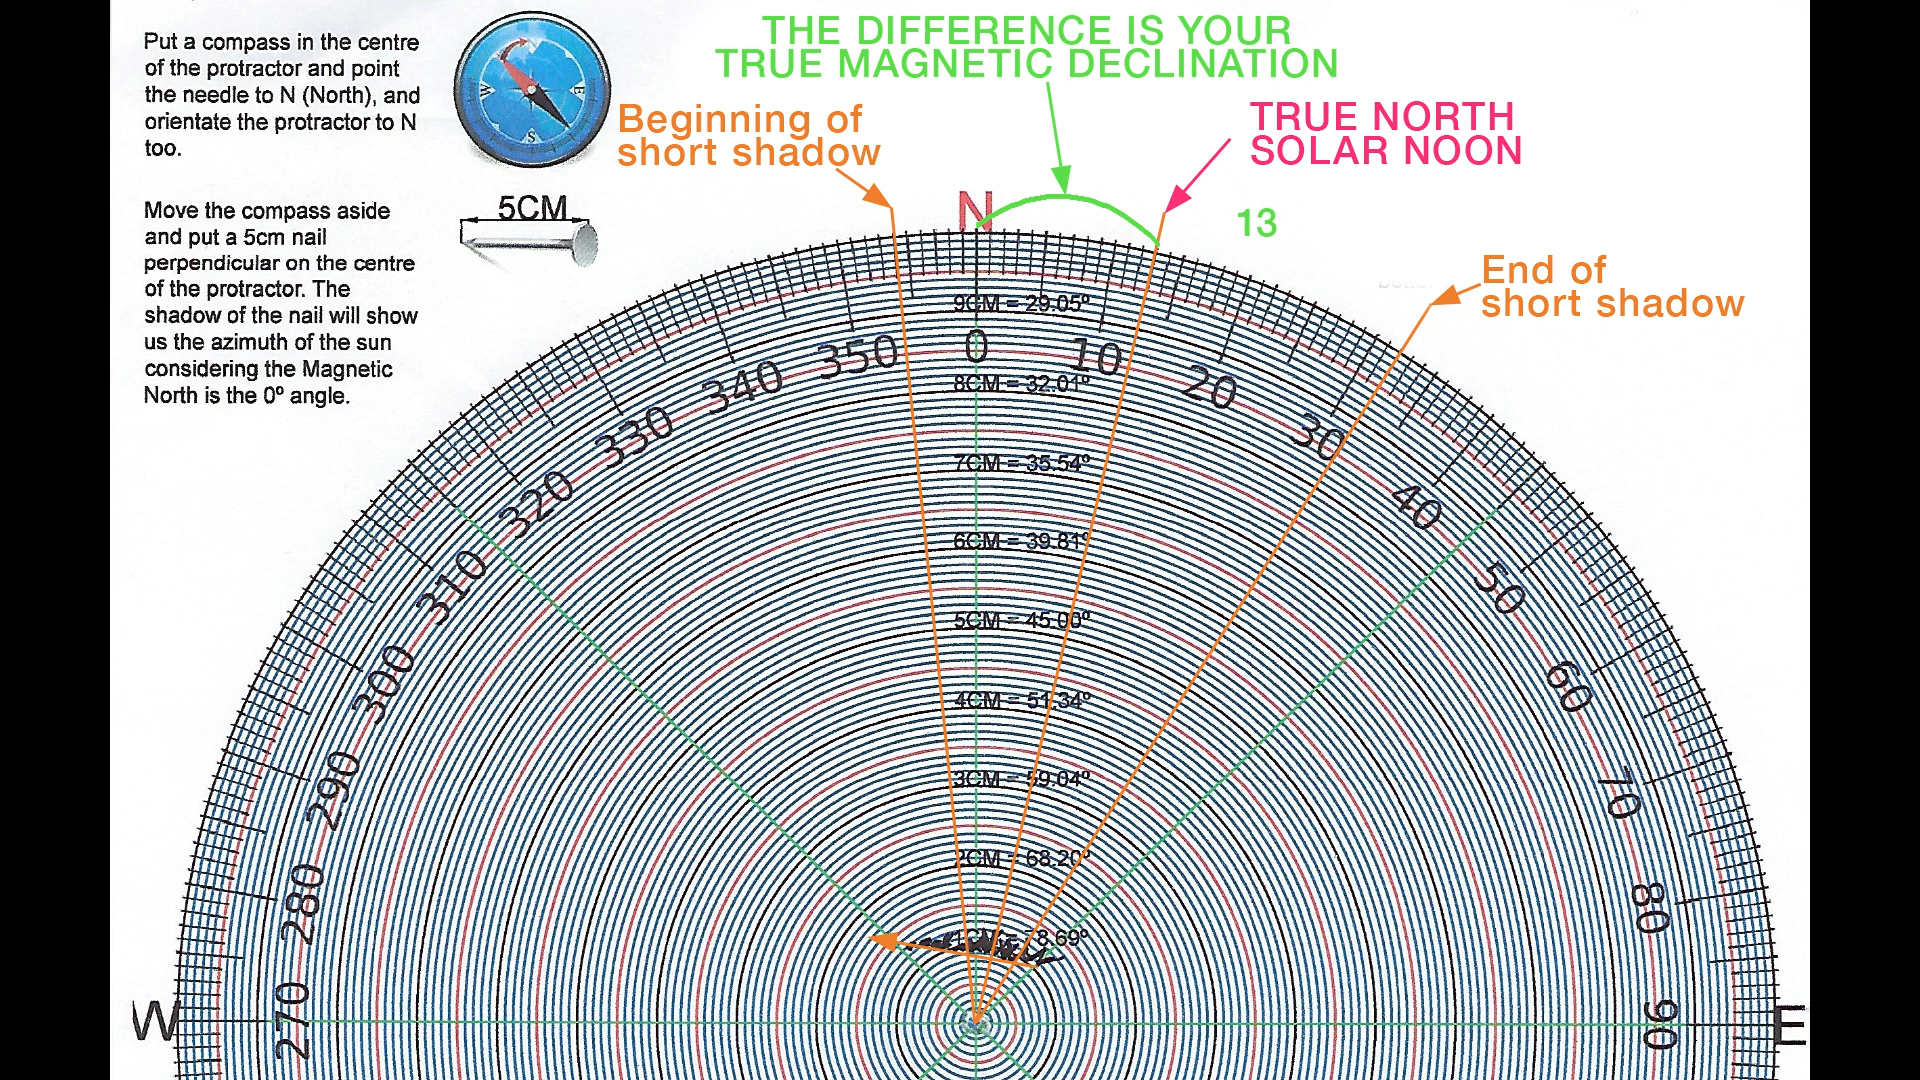 Put a compass in the centre
of the protractor and point
the needle to N (North), and
orientate the protractor to N
too.
W
E
S
Move the compass aside
and put a 5cm nail
perpendicular on the centre
of the protractor. The
shadow of the nail will show
us the azimuth of the sun
considering the Magnetic
North is the 0º angle.
5CM
THE DIFFERENCE IS YOUR
TRUE MAGNETIC DECLINATION
Beginning of
short shadow
TRUE NORTH
SOLAR NOON
N
13
End of
short shadow
9CM = 29.05º
350
0
10
340
8CM = 32.01º
20
330
30
7CM = 35.54º
320
40
6CM = 39.81º
310
50
5CM = 45.00º
300
60
4CM = 51.34º
290
3CM = 59.04º
70
2CM = 68.20º
280
80
1CM = 78.69º
W
270
90
E